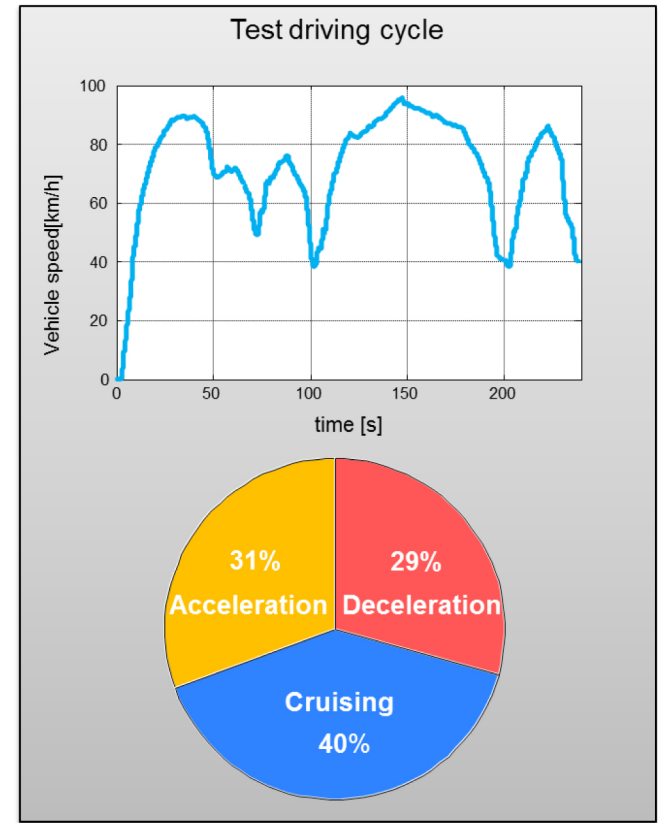 Test driving cycle
100
80
60
40
20
0
Vehicle speed[km/h]
0 50 100 150 200
time [s]
31% 29%
Acceleration Deceleration
Cruising
40%